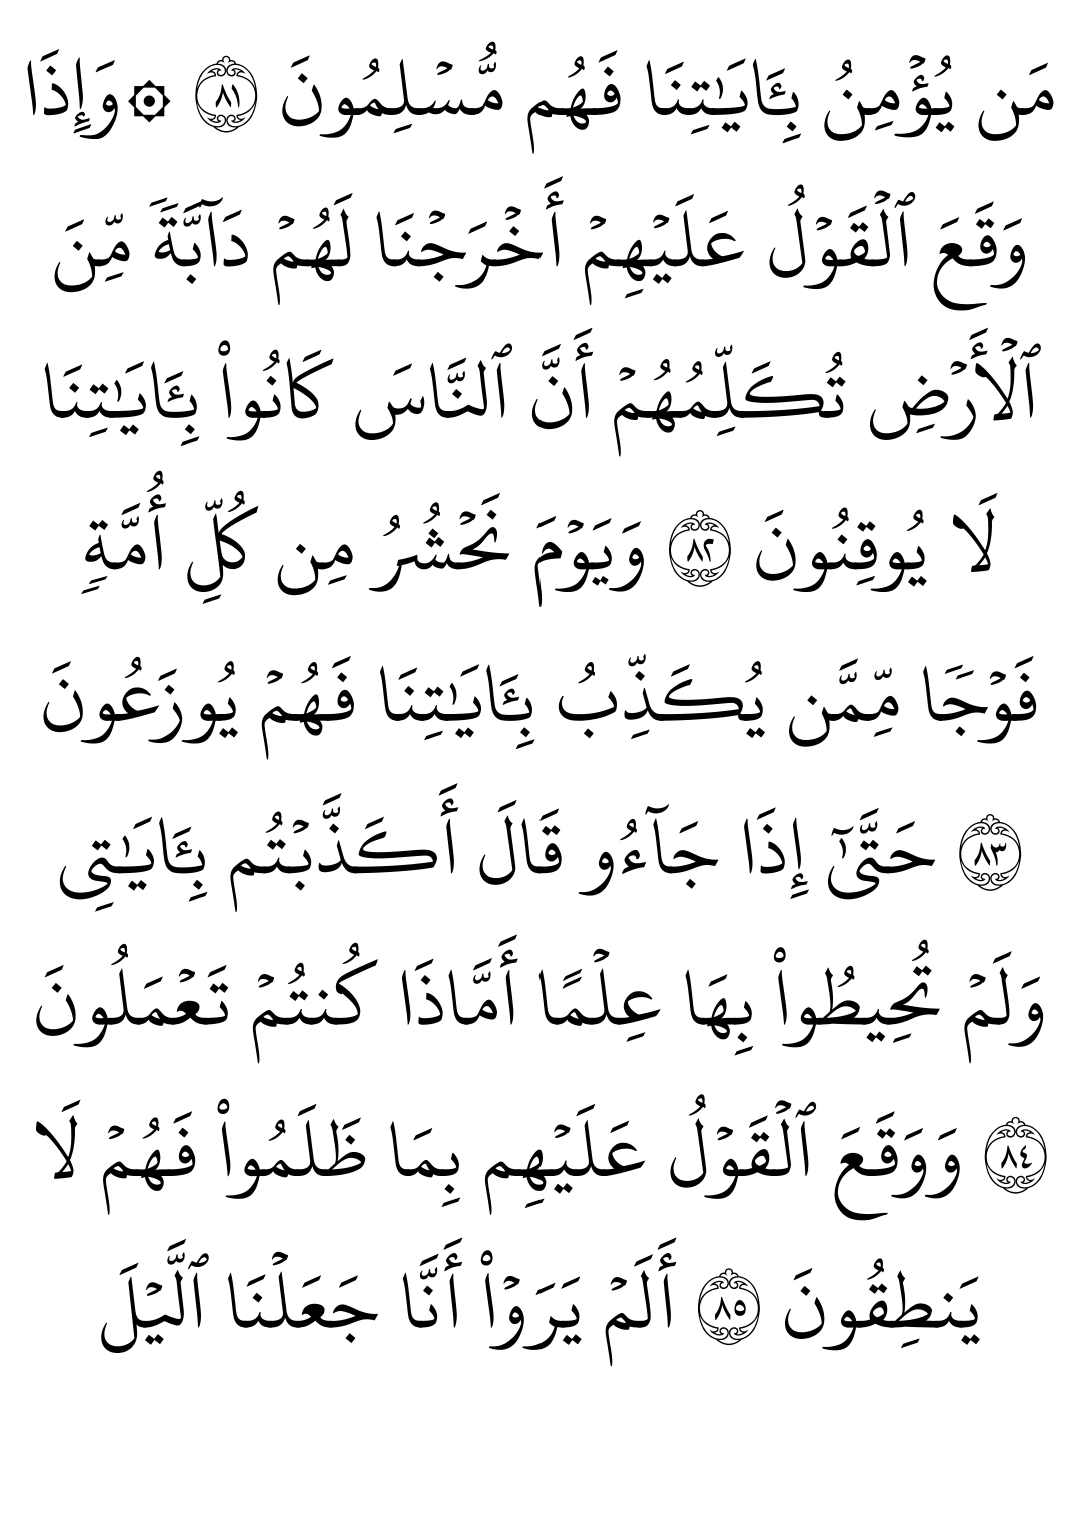 مَن يُؤۡمِنُ بِـَٔايَٰتِنَا فَهُم مُّسۡلِمُونَ ٨١ ۞وَإِذَا
وَقَعَ ٱلۡقَوۡلُ عَلَيۡهِمۡ أَخۡرَجۡنَا لَهُمۡ دَآبَّةٗ مِّنَ
ٱلۡأَرۡضِ تُكَلِّمُهُمۡ أَنَّ ٱلنَّاسَ كَانُواْ بِـَٔايَٰتِنَا
لَا يُوقِنُونَ ٨٢ وَيَوۡمَ نَحۡشُرُ مِن كُلِّ أُمَّةٖ
فَوۡجٗا مِّمَّن يُكَذِّبُ بِـَٔايَٰتِنَا فَهُمۡ يُوزَعُونَ
٨٣ حَتَّىٰٓ إِذَا جَآءُو قَالَ أَكَذَّبۡتُم بِـَٔايَٰتِي
وَلَمۡ تُحِيطُواْ بِهَا عِلۡمًا أَمَّاذَا كُنتُمۡ تَعۡمَلُونَ
٨٤ وَوَقَعَ ٱلۡقَوۡلُ عَلَيۡهِم بِمَا ظَلَمُواْ فَهُمۡ لَا
يَنطِقُونَ ٨٥ أَلَمۡ يَرَوۡاْ أَنَّا جَعَلۡنَا ٱلَّيۡلَ